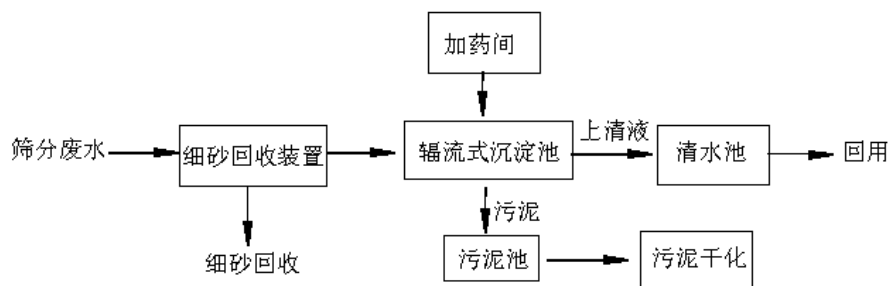 加药间
筛分废水
细砂回收装置
辐流式沉淀池
上清液
清水池
回用
细砂回收
污泥
污泥池
污泥干化